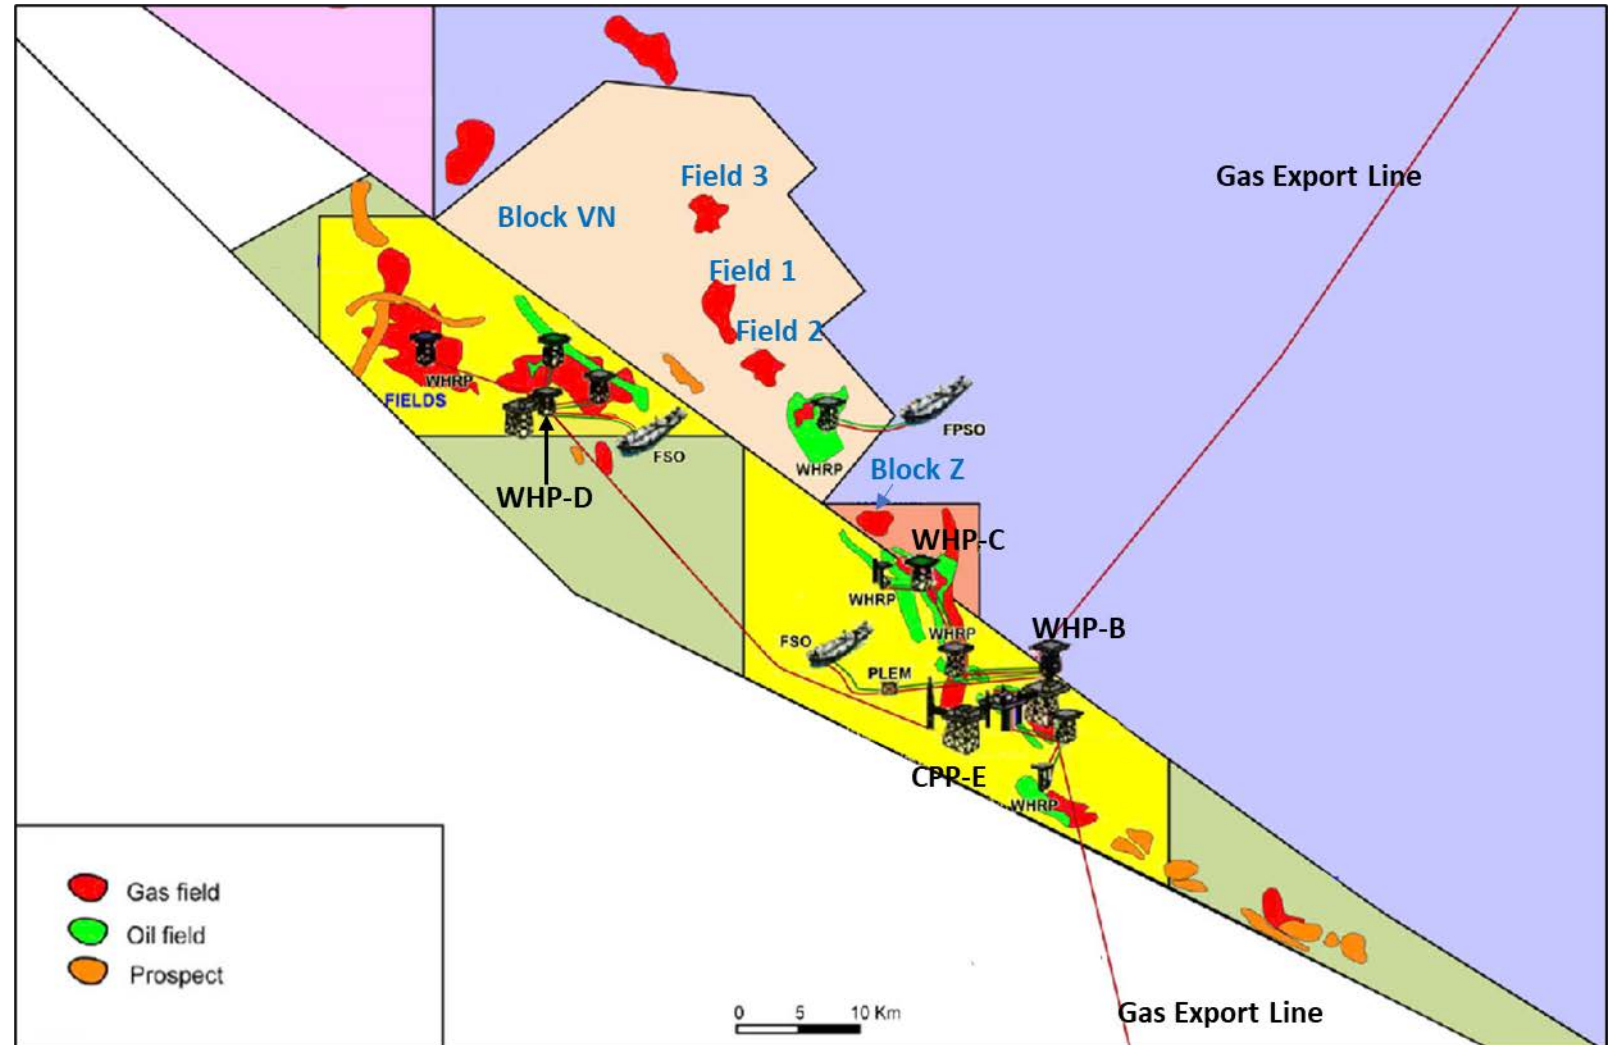 Field 3
Gas Export Line
Block VN
Field 1
Field 2
WHRP
FIELDS
FPSO
FSO
WHRP
Block Z
WHP-D
WHP-C
WHRP
WHP-B
FSO
WHRP
PLEM
CPP-E
WHRP
Gas field
Oil field
Prospect
0 5 10 Km
Gas Export Line